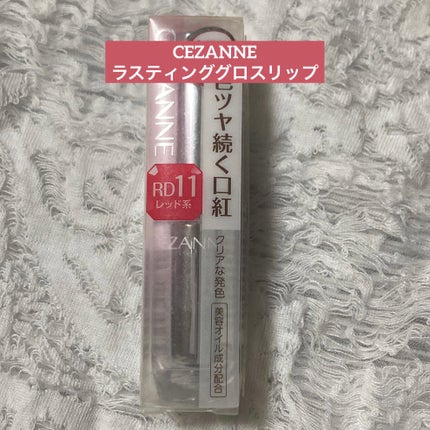 CEZANNE
ラスティンググロスリップ
CEZANNE
色ツヤ続く口紅
RD11
レッド系
CEZANNE
クリアな発色
美容オイル成分配合